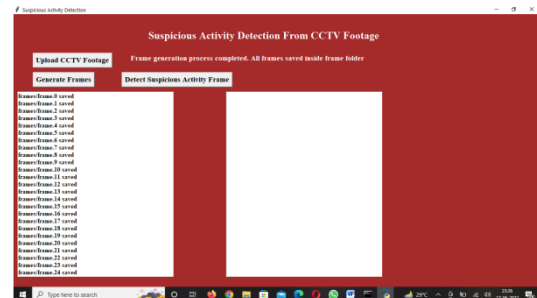 Suspicious Activity Detection
Suspicious Activity Detection From CCTV Footage
Upload CCTV Footage
Frame generation process completed. All frames saved inside frame folder
Generate Frames
Detect Suspicious Activity Frame
frames/frame.0 saved
frames/frame.1 saved
frames/frame.2 saved
frames/frame.3 saved
frames/frame.4 saved
frames/frame.5 saved
frames/frame.6 saved
frames/frame.7 saved
frames/frame.8 saved
frames/frame.9 saved
frames/frame.10 saved
frames/frame.11 saved
frames/frame.12 saved
frames/frame.13 saved
frames/frame.14 saved
frames/frame.15 saved
frames/frame.16 saved
frames/frame.17 saved
frames/frame.18 saved
frames/frame.19 saved
frames/frame.20 saved
frames/frame.21 saved
frames/frame.22 saved
frames/frame.23 saved
frames/frame.24 saved
Type here to search
29°C
23:26